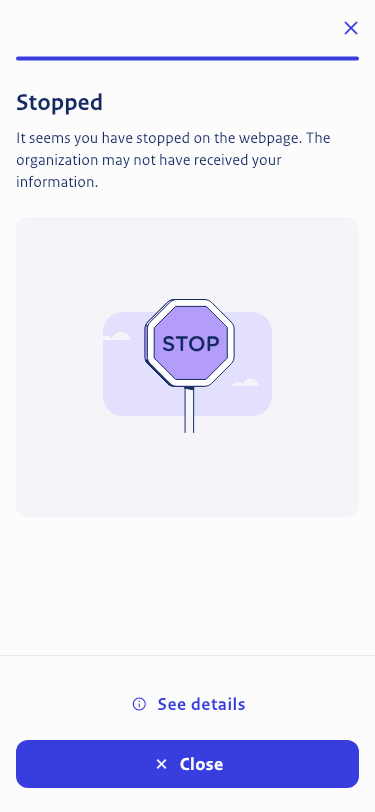 Stopped
It seems you have stopped on the webpage. The
organization may not have received your
information.
STOP
See details
Close